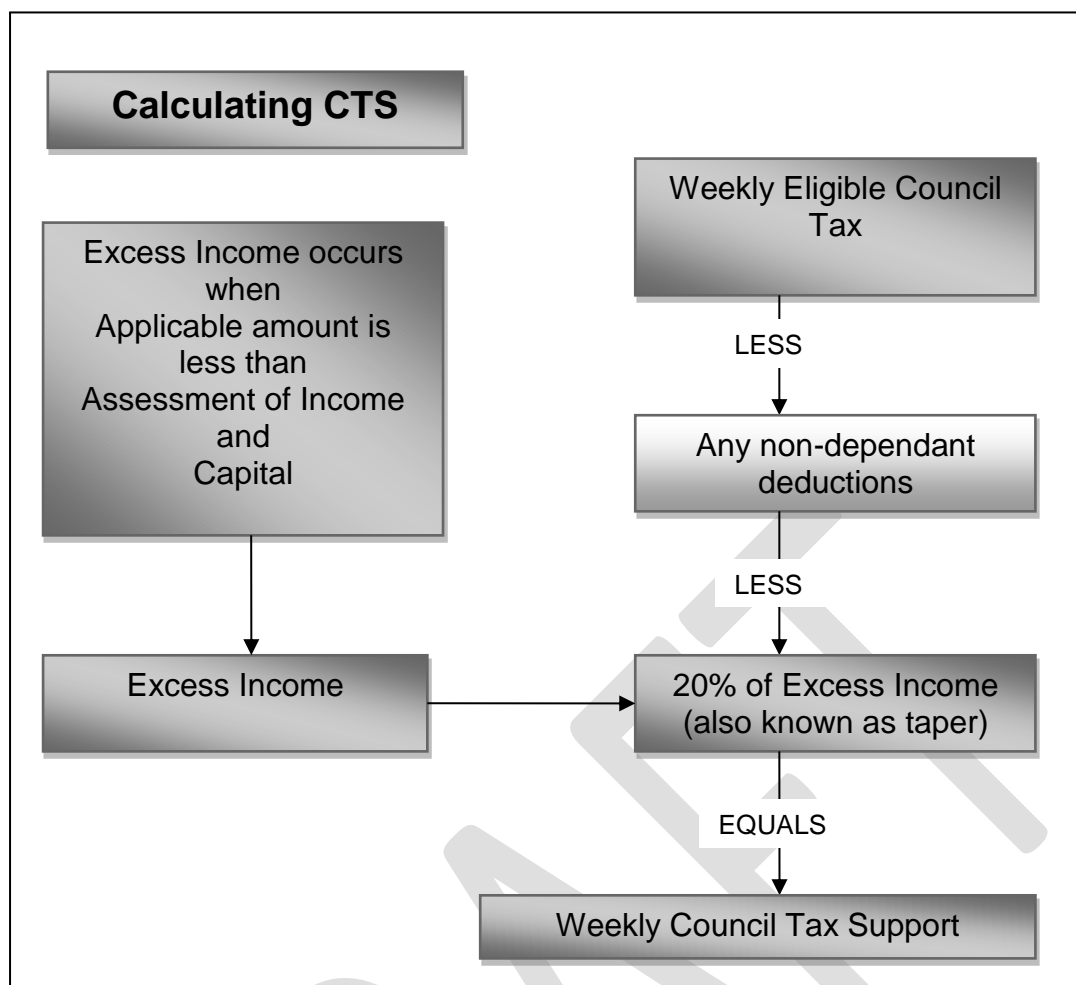 Calculating CTS
Excess Income occurs
when
Applicable amount is
less than
Assessment of Income
and
Capital
Excess Income
Weekly Eligible Council
Tax
LESS
Any non-dependant
deductions
LESS
20% of Excess Income
(also known as taper)
EQUALS
Weekly Council Tax Support
DRAFT